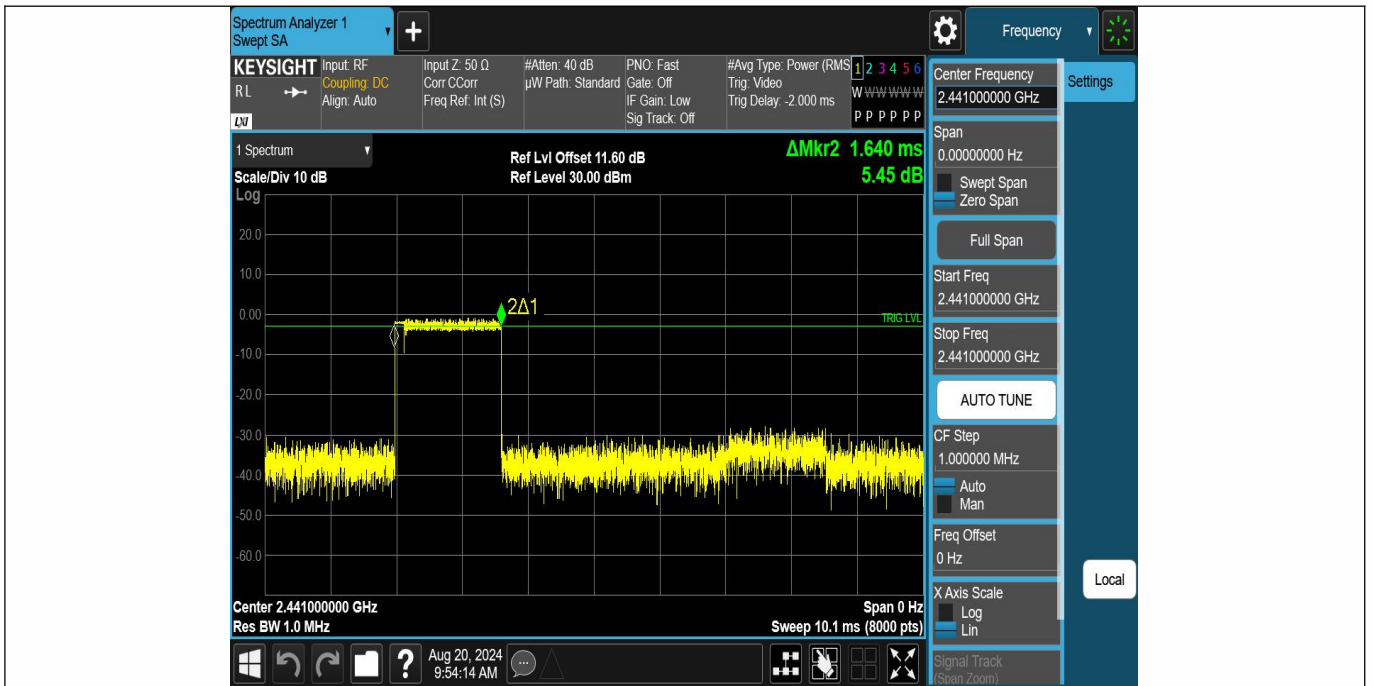 Spectrum Analyzer 1
Swept SA
+
Frequency
KEYSIGHT
RL
LXI
Input: RF
Coupling: DC
Align: Auto
Input Z: 50 Ω
Corr CCorr
Freq Ref: Int (S)
#Atten: 40 dB
µW Path: Standard
PNO: Fast
Gate: Off
IF Gain: Low
Sig Track: Off
#Avg Type: Power (RMS
Trig: Video
Trig Delay: -2.000 ms
1 2 3 4 5 6
W W W W W W
P P P P P P
1 Spectrum
Scale/Div 10 dB
Log
Ref Lvl Offset 11.60 dB
Ref Level 30.00 dBm
ΔMkr2 1.640 ms
5.45 dB
20.0
10.0
0.00
-10.0
-20.0
-30.0
-40.0
-50.0
-60.0
2Δ1
TRIG LVL
Center 2.441000000 GHz
Res BW 1.0 MHz
Span 0 Hz
Sweep 10.1 ms (8000 pts)
Center Frequency
2.441000000 GHz
Settings
Span
0.00000000 Hz
Swept Span
Zero Span
Full Span
Start Freq
2.441000000 GHz
Stop Freq
2.441000000 GHz
AUTO TUNE
CF Step
1.000000 MHz
Auto
Man
Freq Offset
0 Hz
X Axis Scale
Log
Lin
Signal Track
(Span Zoom)
Local
?
Aug 20, 2024
9:54:14 AM